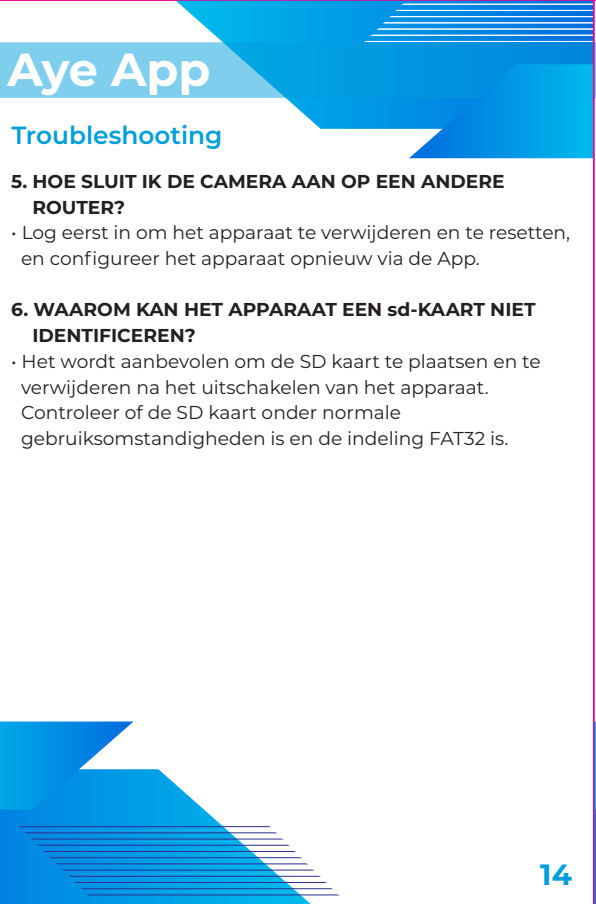 Aye App
Troubleshooting
5. HOE SLUIT IK DE CAMERA AAN OP EEN ANDERE
ROUTER?
• Log eerst in om het apparaat te verwijderen en te resetten,
en configureer het apparaat opnieuw via de App.
6. WAAROM KAN HET APPARAAT EEN sd-KAART NIET
IDENTIFICEREN?
• Het wordt aanbevolen om de SD kaart te plaatsen en te
verwijderen na het uitschakelen van het apparaat.
Controleer of de SD kaart onder normale
gebruiksomstandigheden is en de indeling FAT32 is.
14